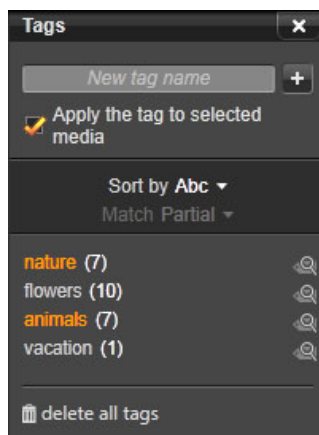 Tags
New tag name
Apply the tag to selected
media
Sort by Abc
Match Partial
nature (7)
flowers (10)
animals (7)
vacation (1)
delete all tags